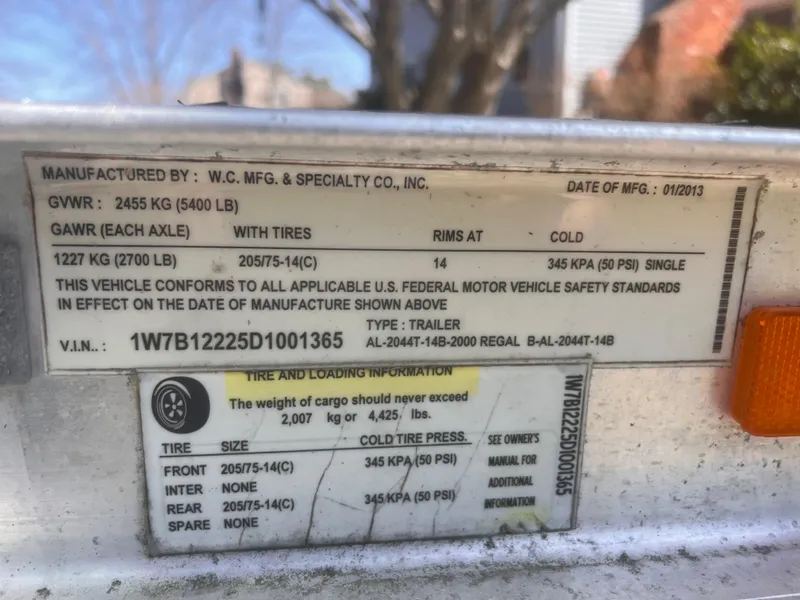 MANUFACTURED BY : W.C. MFG. & SPECIALTY CO., INC. DATE OF MFG. : 01/2013
GVWR : 2455 KG (5400 LB)
GAWR (EACH AXLE) WITH TIRES RIMS AT COLD
1227 KG (2700 LB) 205/75-14(C) 14 345 KPA (50 PSI) SINGLE
THIS VEHICLE CONFORMS TO ALL APPLICABLE U.S. FEDERAL MOTOR VEHICLE SAFETY STANDARDS
IN EFFECT ON THE DATE OF MANUFACTURE SHOWN ABOVE
TYPE : TRAILER
V.I.N.. : 1W7B12225D1001365 AL-2044T-14B-2000 REGAL B-AL-2044T-14B
TIRE AND LOADING INFORMATION
The weight of cargo should never exceed
2,007 kg or 4,425 lbs.
TIRE SIZE COLD TIRE PRESS. SEE OWNER'S
FRONT 205/75-14(C) 345 KPA (50 PSI) MANUAL FOR
INTER NONE ADDITIONAL
REAR 205/75-14(C) 345 KPA (50 PSI) INFORMATION
SPARE NONE
1W7B12225D1001365